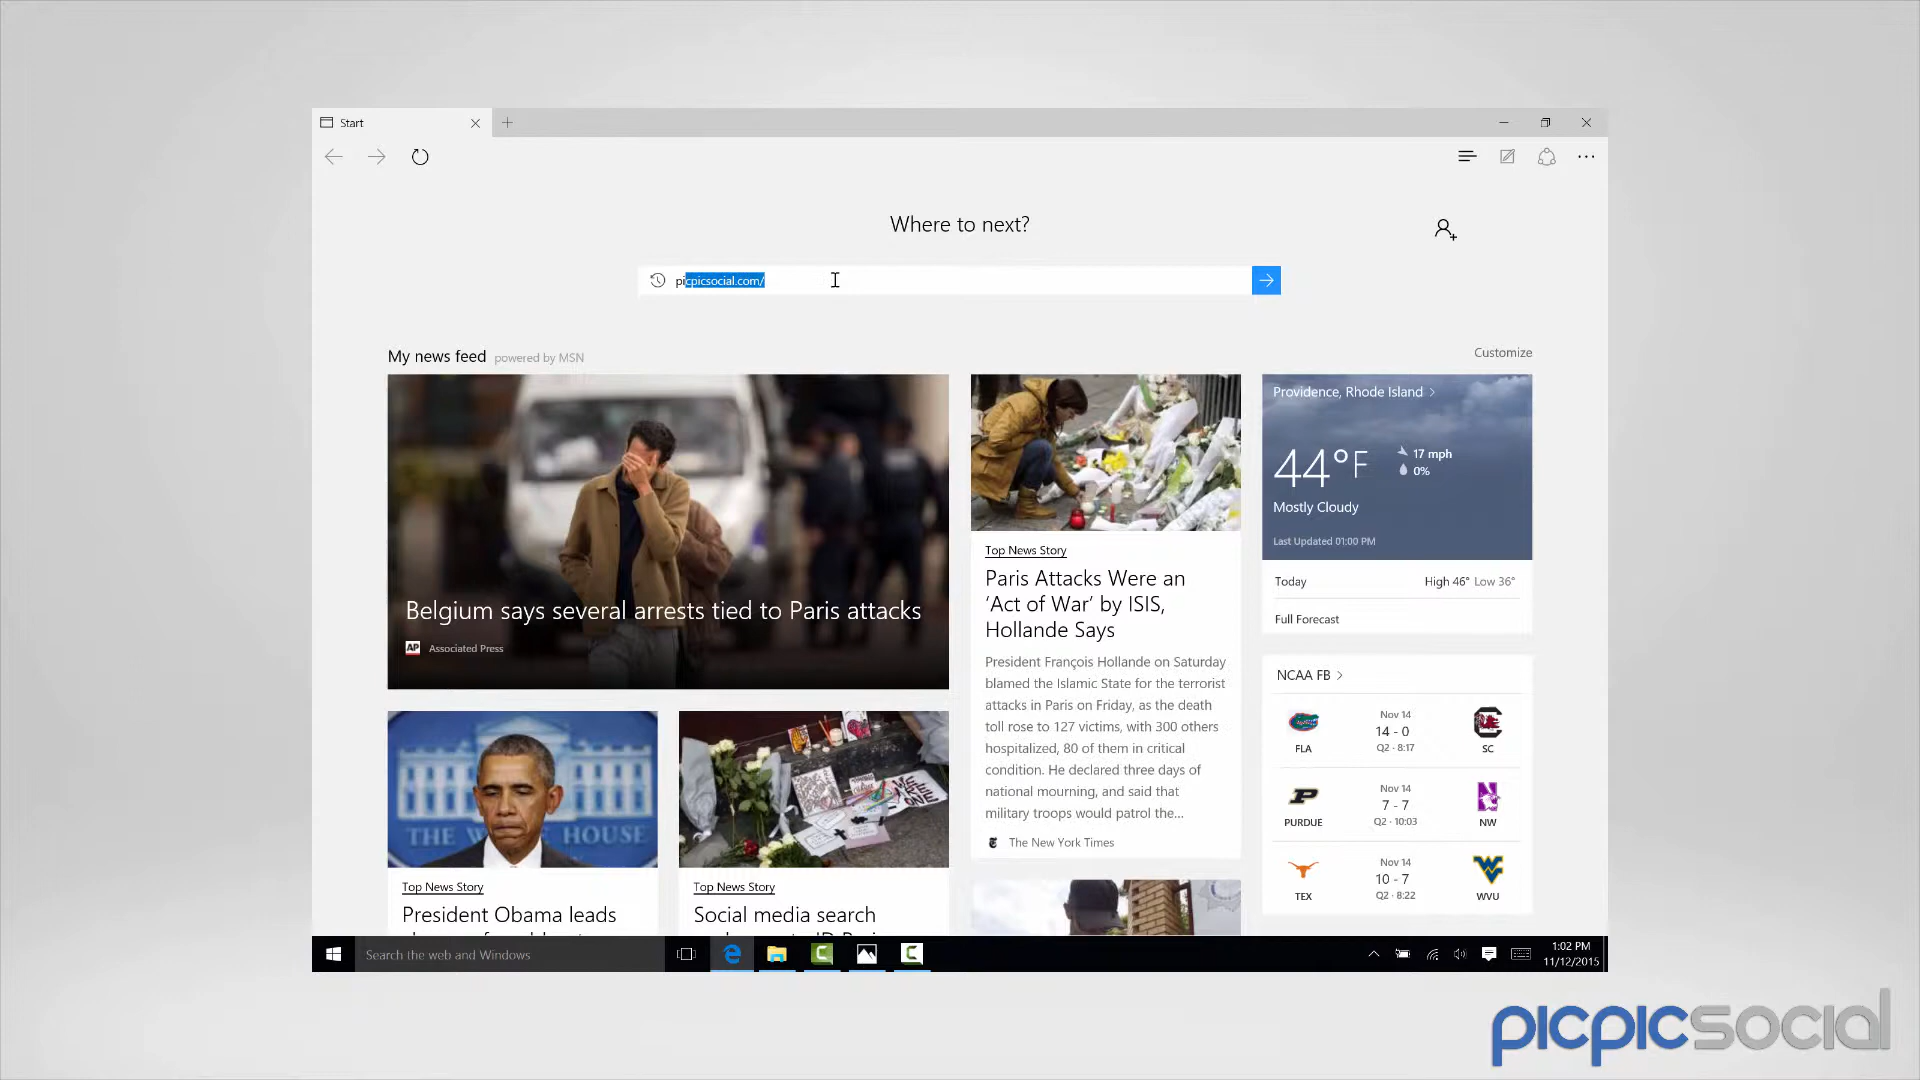 Start
Where to next?
picpicsocial.com/
My news feed powered by MSN
Customize
Belgium says several arrests tied to Paris attacks
AP Associated Press
THE WHITE HOUSE
Top News Story
President Obama leads
Top News Story
Social media search
Top News Story
Paris Attacks Were an
‘Act of War’ by ISIS,
Hollande Says
President François Hollande on Saturday
blamed the Islamic State for the terrorist
attacks in Paris on Friday, as the death
toll rose to 127 victims, with 300 others
hospitalized, 80 of them in critical
condition. He declared three days of
national mourning, and said that
military troops would patrol the...
The New York Times
Providence, Rhode Island
44°F
17 mph
0%
Mostly Cloudy
Last Updated 01:00 PM
Today High 46° Low 36°
Full Forecast
NCAA FB
Nov 14
14 - 0
Q2 · 8:17
FLA SC
Nov 14
7 - 7
Q2 · 10:03
PURDUE NW
Nov 14
10 - 7
Q2 · 8:22
TEX WVU
Search the web and Windows
1:02 PM
11/12/2015
picpicsocial